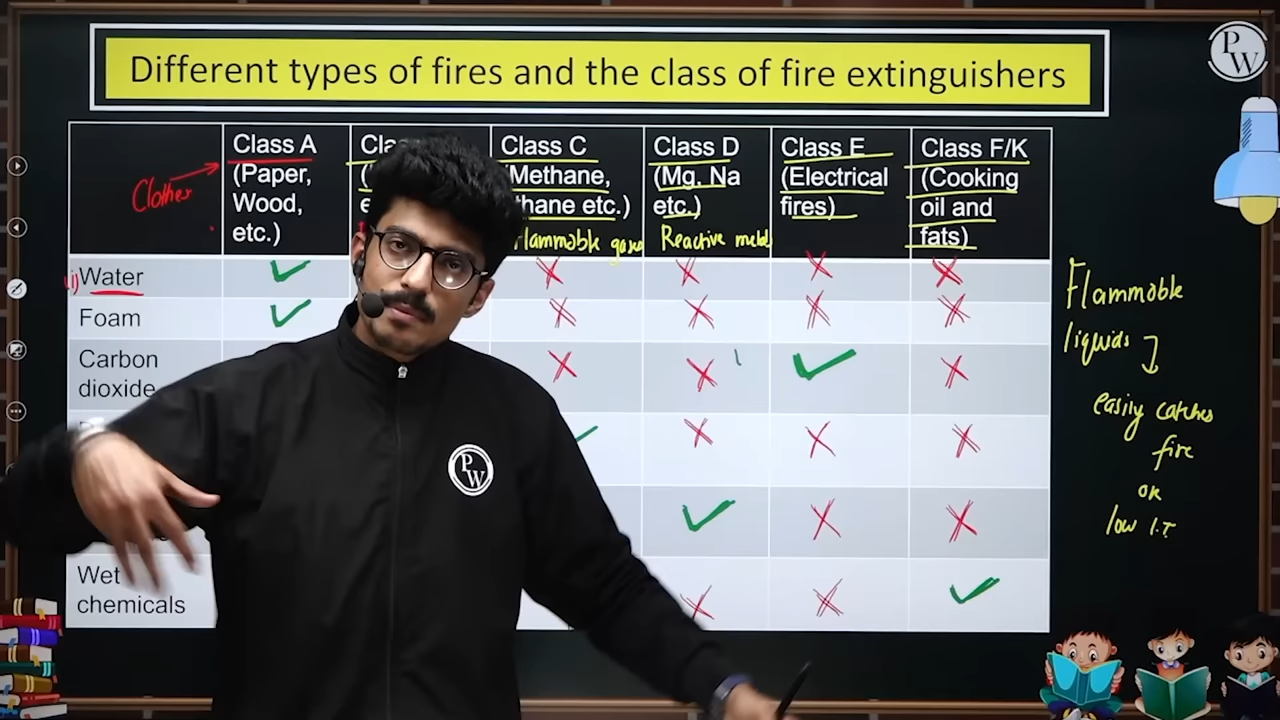 Different types of fires and the class of fire extinguishers
P
W
Clothes
Class A
(Paper,
Wood,
etc.)
Class C
Methane,
thane etc.)
Flammable gases
Class D
(Mg, Na
etc.)
Reactive metal
Class E
(Electrical
fires)
Class F/K
(Cooking
oil and
fats)
(i) Water
Foam
Carbon
dioxide
Wet
chemicals
P
W
Flammable
liquids
easily catches
fire
or
low I.T